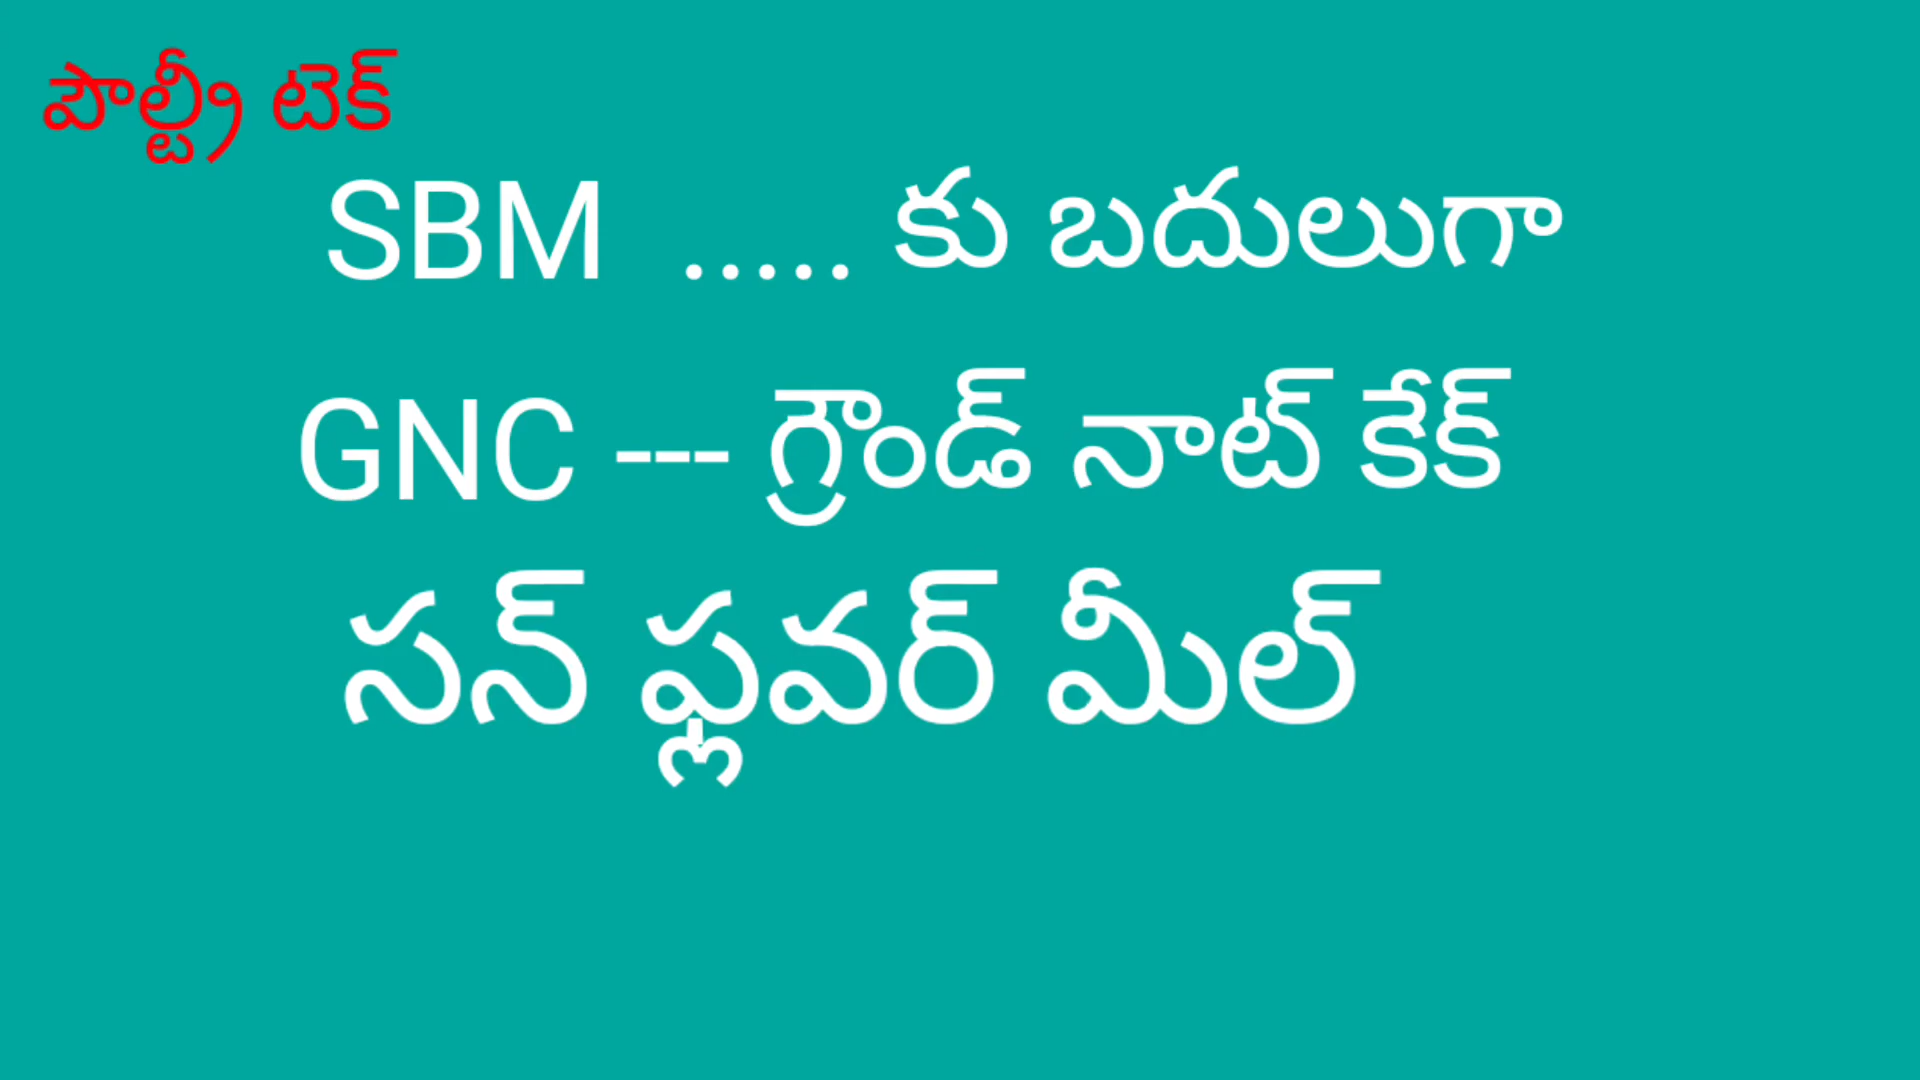 పౌల్ట్రీ టెక్
SBM ..... కు బదులుగా
GNC --- గ్రౌండ్ నాట్ కేక్
సన్ ఫ్లవర్ మీల్